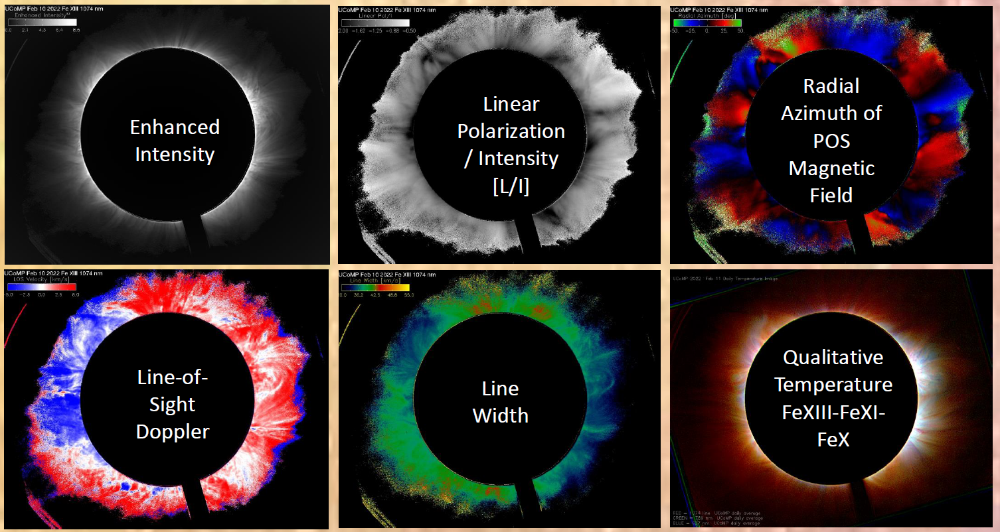 UCoMP Feb 10 2022 Fe XIII 1074 nm
Enhanced Intensity
0.0 2.1 4.3 6.4 8.5
Enhanced
Intensity
UCoMP Feb 10 2022 Fe XIII 1074 nm
Linear Pol/I
2.00 -1.62 -1.25 -0.88 -0.50
Linear
Polarization
/ Intensity
[L/I]
UCoMP Feb 10 2022 Fe XIII 1074 nm
Radial Azimuth [deg]
-50. -25. 0. 25. 50.
Radial
Azimuth of
POS
Magnetic
Field
UCoMP Feb 10 2022 Fe XIII 1074 nm
LOS Velocity [km/s]
-5.0 -2.5 0.0 2.5 5.0
Line-of-
Sight
Doppler
UCoMP Feb 10 2022 Fe XIII 1074 nm
Line Width [km/s]
36.2 42.5 48.8 55.0
Line
Width
UCoMP 2022 Feb 11 Daily Temperature Image
Qualitative
Temperature
FeXIII-FeXI-
FeX
RED = 1074 line UCoMP daily average
GREEN = 789 nm UCoMP daily average
BLUE = nm UCoMP daily average